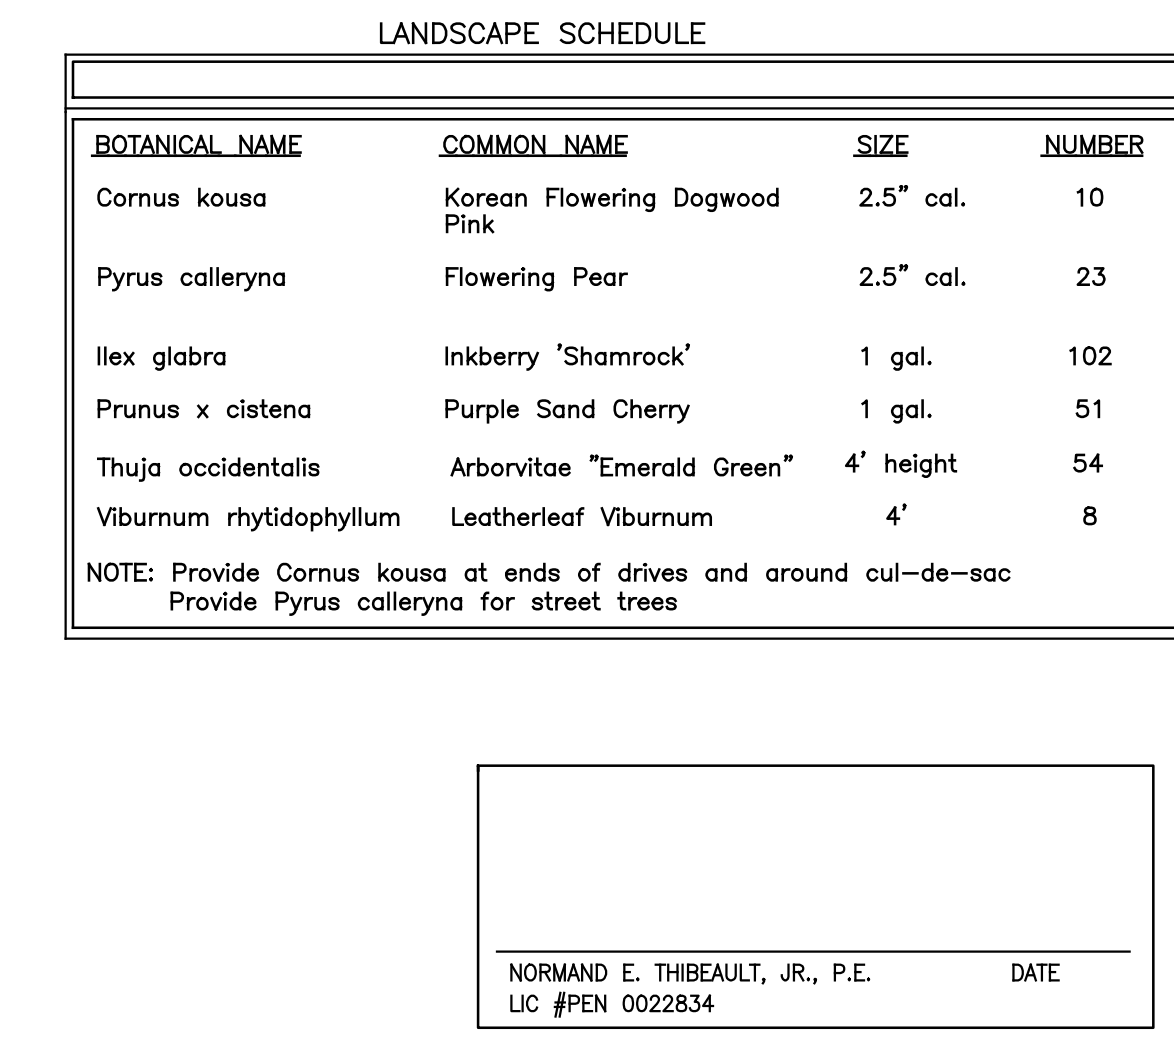 LANDSCAPE SCHEDULE
BOTANICAL NAME COMMON NAME SIZE NUMBER
Cornus kousa Korean Flowering Dogwood 2.5" cal. 10
Pink
Pyrus calleryna Flowering Pear 2.5" cal. 23
Ilex glabra Inkberry 'Shamrock' 1 gal. 102
Prunus x cistena Purple Sand Cherry 1 gal. 51
Thuja occidentalis Arborvitae "Emerald Green" 4' height 54
Viburnum rhytidophyllum Leatherleaf Viburnum 4' 8
NOTE: Provide Cornus kousa at ends of drives and around cul-de-sac
Provide Pyrus calleryna for street trees
NORMAND E. THIBEAULT, JR., P.E. DATE
LIC #PEN 0022834